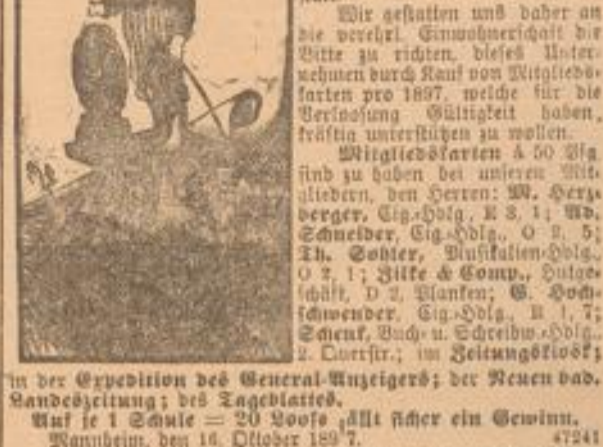 Wir gestatten uns daher an
die verehrl. Einwohnerschaft die
Bitte zu richten, dieses Unter-
nehmen durch Kauf von Mitglieds-
karten pro 1897, welche für die
Verloosung Gültigkeit haben,
kräftig unterstützen zu wollen.
Mitgliedskarten à 50 Pfg.
sind zu haben bei unseren Mit-
gliedern, den Herren: M. Herz-
berger, Cig.-Hdlg., E 3, 1; Ad.
Schneider, Cig.-Hdlg., O 2, 5;
Th. Sohler, Musikalien-Hdlg.,
O 2, 1; Zilke & Comp., Hutge-
schäft, D 2, Planken; G. Hoch-
schwender, Cig.-Hdlg., R 1, 7;
Schenk, Buch- u. Schreibw.-Hdlg.,
2. Querstr.; im Zeitungskiosk;
in der Expedition des General-Anzeigers; der Neuen bad.
Landeszeitung; des Tageblattes.
Auf je 1 Schule = 20 Loose fällt sicher ein Gewinn.
Mannheim, den 16. Oktober 1897. 47241